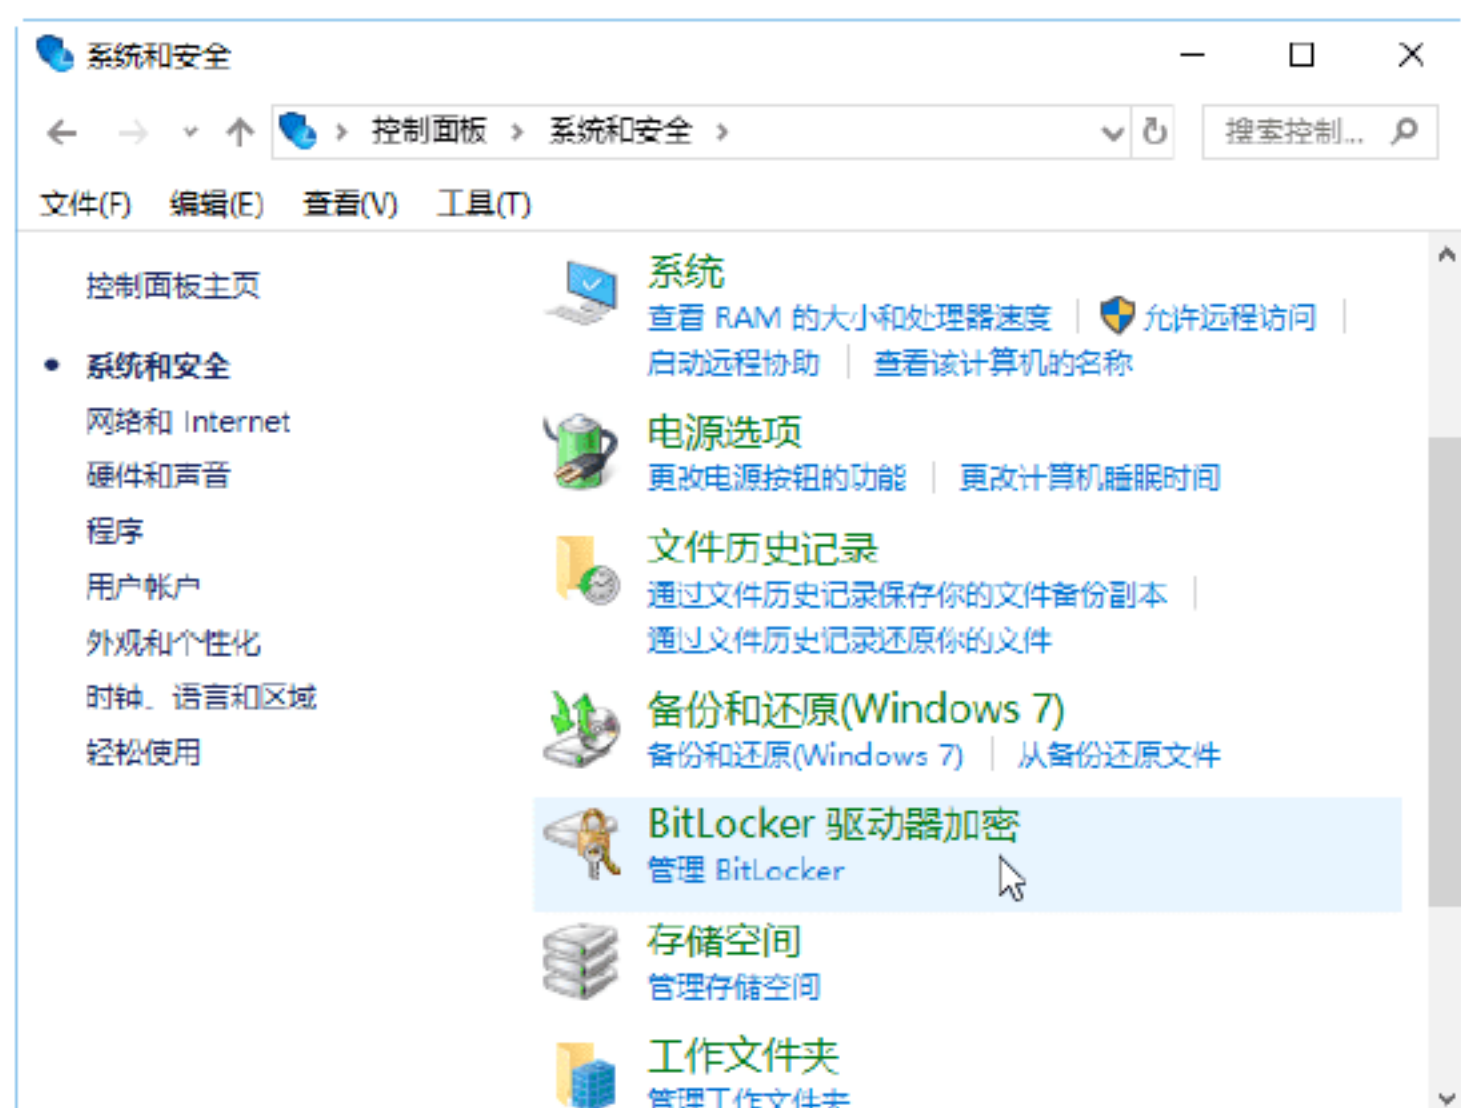 系统和安全
控制面板 系统和安全 搜索控制...
文件(F) 编辑(E) 查看(V) 工具(T)
控制面板主页
系统和安全
网络和 Internet
硬件和声音
程序
用户帐户
外观和个性化
时钟、语言和区域
轻松使用
系统
查看 RAM 的大小和处理器速度 允许远程访问
启动远程协助 查看该计算机的名称
电源选项
更改电源按钮的功能 更改计算机睡眠时间
文件历史记录
通过文件历史记录保存你的文件备份副本
通过文件历史记录还原你的文件
备份和还原(Windows 7)
备份和还原(Windows 7) 从备份还原文件
BitLocker 驱动器加密
管理 BitLocker
存储空间
管理存储空间
工作文件夹
管理工作文件夹